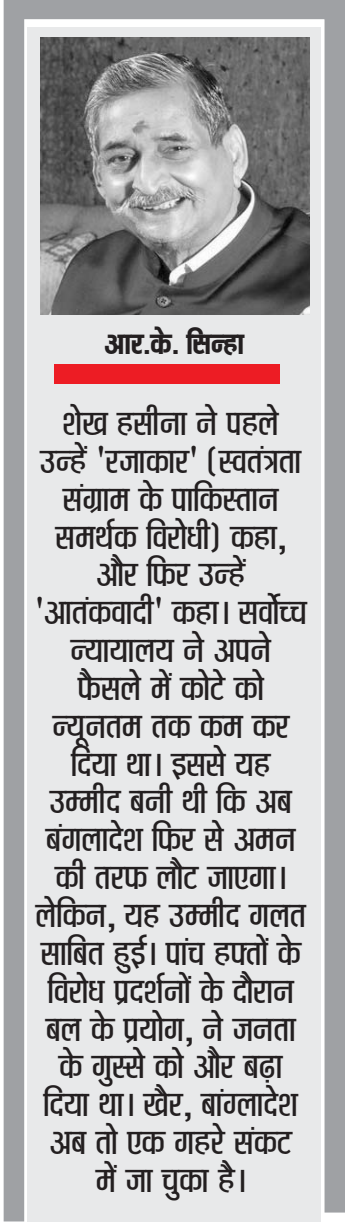 आर.के. सिन्हा
शेख हसीना ने पहले
उन्हें 'रजाकार' (स्वतंत्रता
संग्राम के पाकिस्तान
समर्थक विरोधी) कहा,
और फिर उन्हें
'आतंकवादी' कहा। सर्वोच्च
न्यायालय ने अपने
फैसले में कोटे को
न्यूनतम तक कम कर
दिया था। इससे यह
उम्मीद बनी थी कि अब
बंगलादेश फिर से अमन
की तरफ लौट जाएगा।
लेकिन, यह उम्मीद गलत
साबित हुई। पांच हफ्तों के
विरोध प्रदर्शनों के दौरान
बल के प्रयोग, ने जनता
के गुस्से को और बढ़ा
दिया था। खैर, बांग्लादेश
अब तो एक गहरे संकट
में जा चुका है।